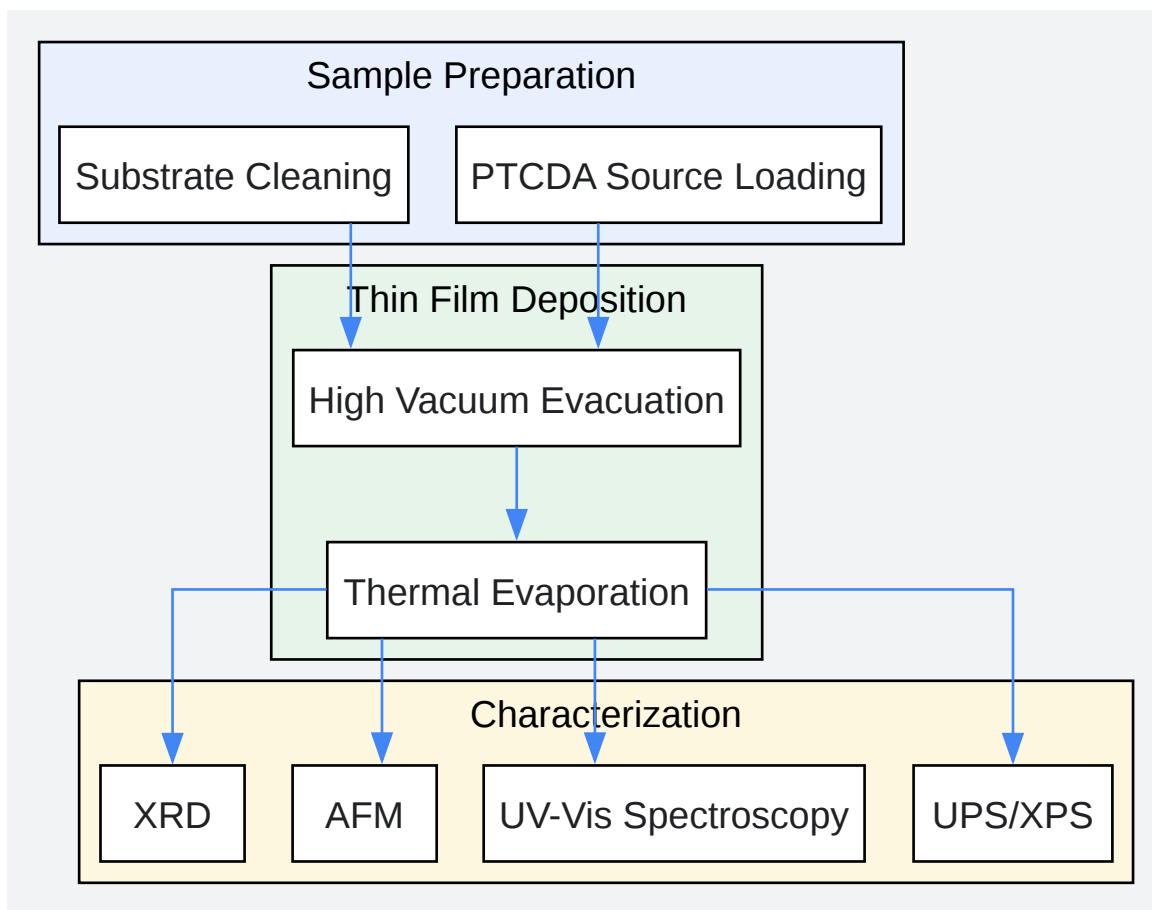 Sample Preparation
Substrate Cleaning
PTCDA Source Loading
Thin Film Deposition
High Vacuum Evacuation
Thermal Evaporation
Characterization
XRD
AFM
UV-Vis Spectroscopy
UPS/XPS